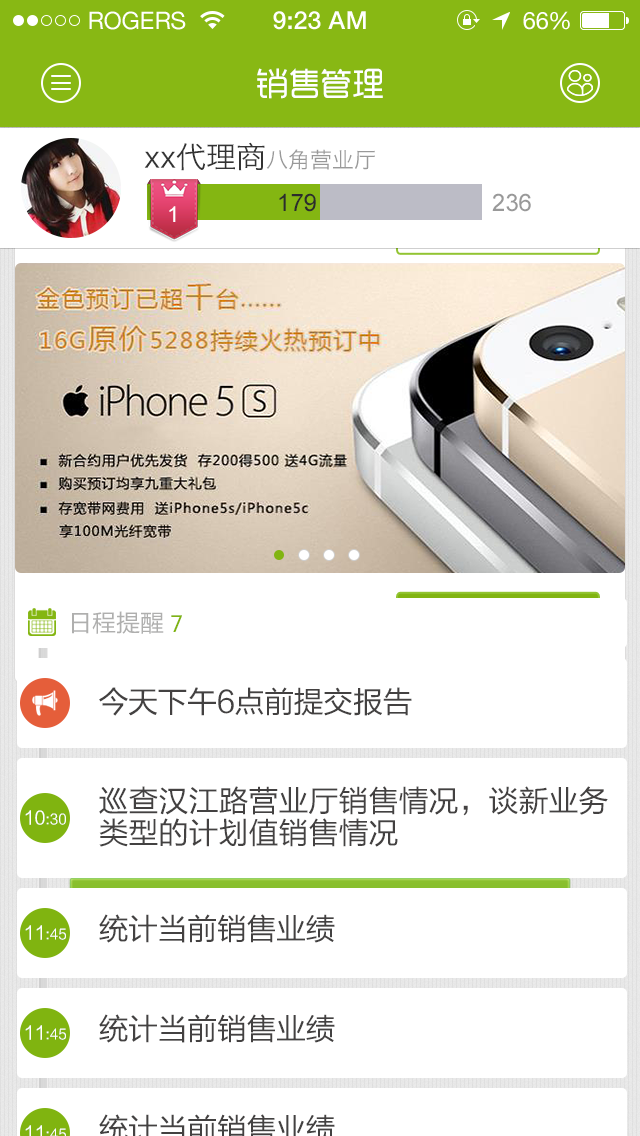 ROGERS 9:23 AM 66%
销售管理
xx代理商八角营业厅
1 179 236
金色预订已超千台......
16G原价5288持续火热预订中
iPhone 5 S
■ 新合约用户优先发货 存200得500 送4G流量
■ 购买预订均享九重大礼包
■ 存宽带网费用 送iPhone5s/iPhone5c
享100M光纤宽带
日程提醒 7
今天下午6点前提交报告
10:30 巡查汉江路营业厅销售情况，谈新业务
类型的计划值销售情况
11:45 统计当前销售业绩
11:45 统计当前销售业绩
11:45 统计当前销售业绩